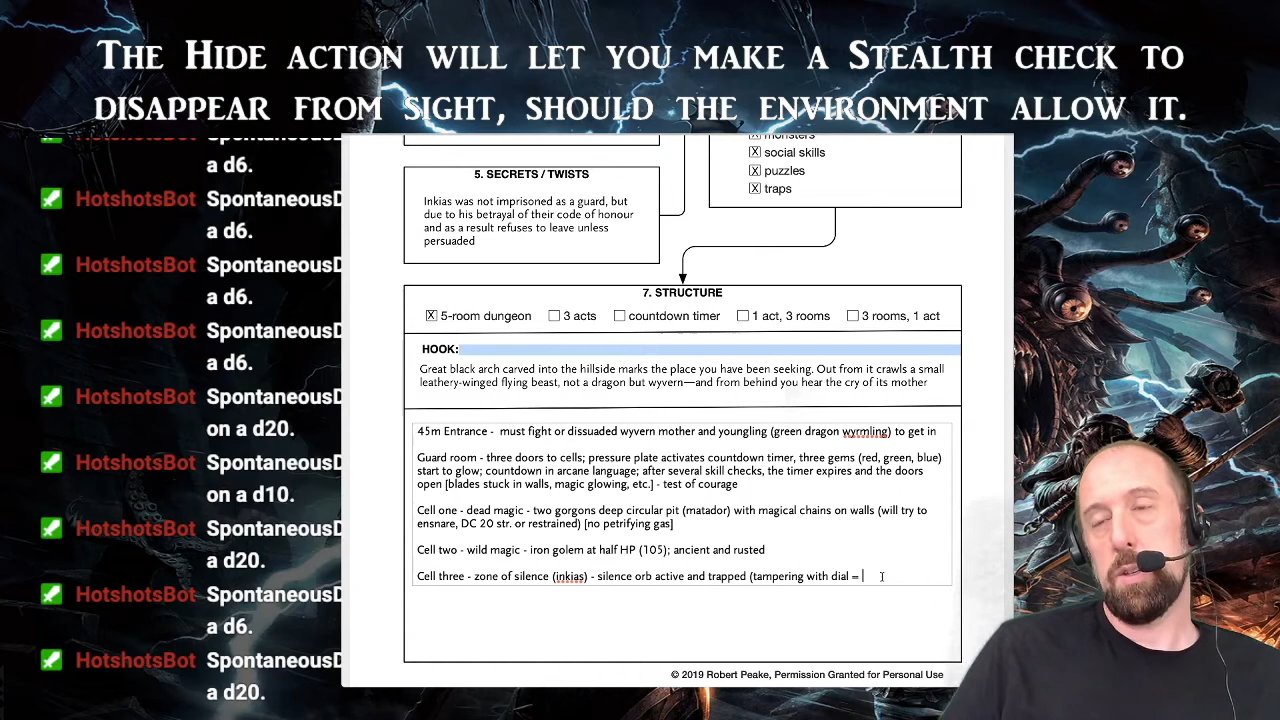 The Hide action will let you make a Stealth check to
disappear from sight, should the environment allow it.
a d6.
HotshotsBot SpontaneousD
a d6.
HotshotsBot SpontaneousD
a d6.
HotshotsBot SpontaneousD
a d6.
HotshotsBot SpontaneousD
on a d20.
HotshotsBot SpontaneousD
on a d10.
HotshotsBot SpontaneousD
a d20.
HotshotsBot SpontaneousD
a d6.
HotshotsBot SpontaneousD
a d20.
monsters
X social skills
X puzzles
X traps
5. SECRETS / TWISTS
Inkias was not imprisoned as a guard, but
due to his betrayal of their code of honour
and as a result refuses to leave unless
persuaded
7. STRUCTURE
X 5-room dungeon 3 acts countdown timer 1 act, 3 rooms 3 rooms, 1 act
HOOK:
Great black arch carved into the hillside marks the place you have been seeking. Out from it crawls a small
leathery-winged flying beast, not a dragon but wyvern—and from behind you hear the cry of its mother
45m Entrance - must fight or dissuaded wyvern mother and youngling (green dragon wyrmling) to get in
Guard room - three doors to cells; pressure plate activates countdown timer, three gems (red, green, blue)
start to glow; countdown in arcane language; after several skill checks, the timer expires and the doors
open [blades stuck in walls, magic glowing, etc.] - test of courage
Cell one - dead magic - two gorgons deep circular pit (matador) with magical chains on walls (will try to
ensnare, DC 20 str. or restrained) [no petrifying gas]
Cell two - wild magic - iron golem at half HP (105); ancient and rusted
Cell three - zone of silence (inkias) - silence orb active and trapped (tampering with dial =
© 2019 Robert Peake, Permission Granted for Personal Use